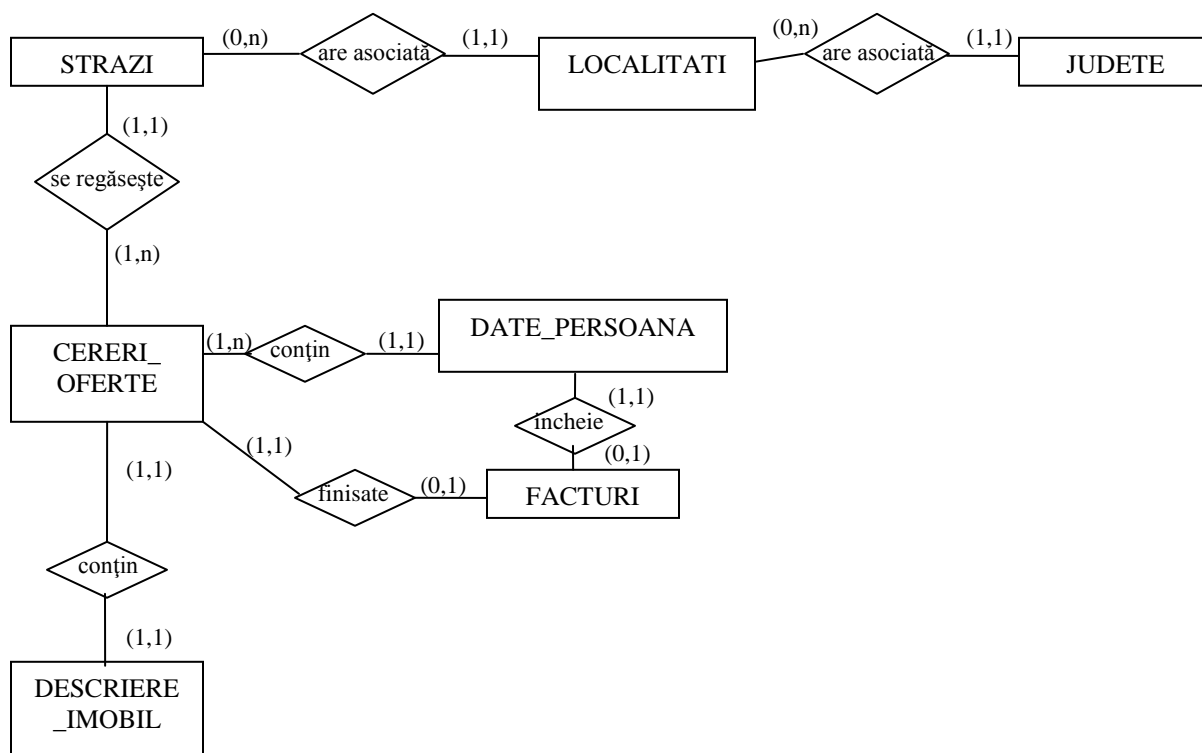 (0,n)
are asociată
(1,1)
(0,n)
are asociată
(1,1)
STRAZI
LOCALITATI
JUDETE
(1,1)
se regăseşte
(1,n)
DATE_PERSOANA
CERERI_
OFERTE
(1,n)
conţin
(1,1)
(1,1)
incheie
(1,1)
(0,1)
(1,1)
finisate
(0,1)
FACTURI
conţin
(1,1)
DESCRIERE
_IMOBIL